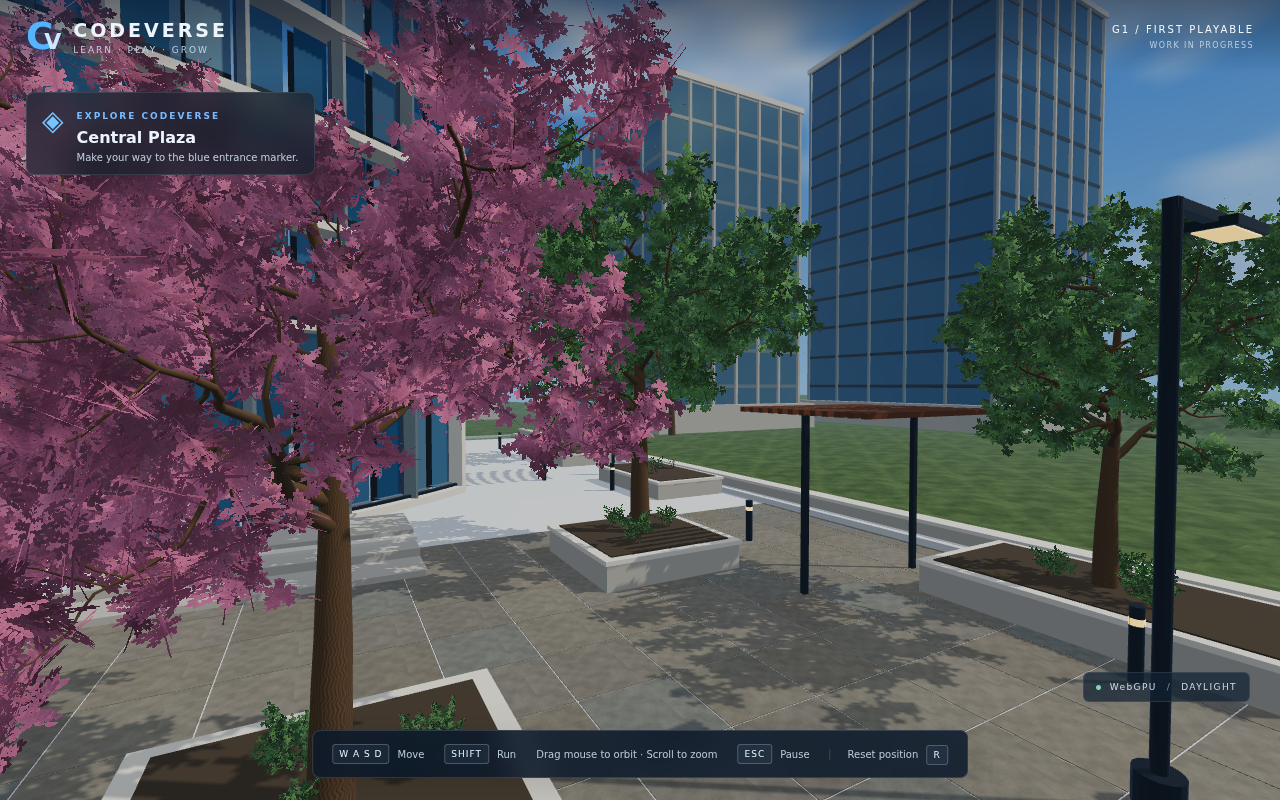 CV CODEVERSE
LEARN · PLAY · GROW
G1 / FIRST PLAYABLE
WORK IN PROGRESS
EXPLORE CODEVERSE
Central Plaza
Make your way to the blue entrance marker.
WebGPU / DAYLIGHT
W A S D Move SHIFT Run Drag mouse to orbit · Scroll to zoom ESC Pause | Reset position R